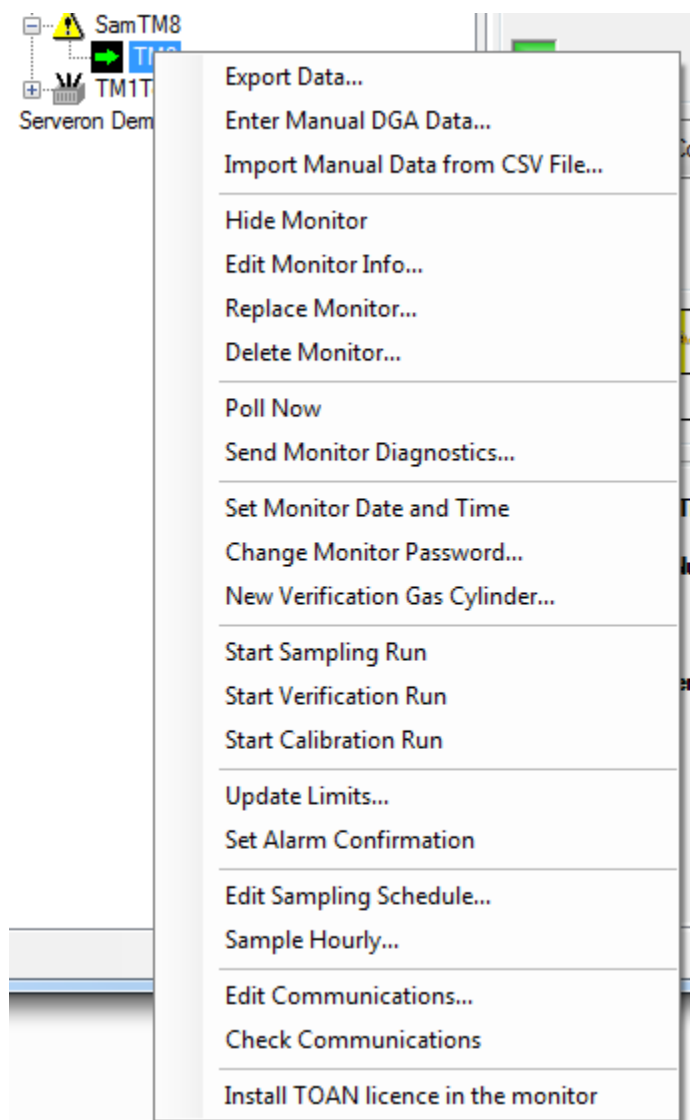 SamTM8
TM8
TM1T
Serveron Dem
Export Data...
Enter Manual DGA Data...
Import Manual Data from CSV File...
Hide Monitor
Edit Monitor Info...
Replace Monitor...
Delete Monitor...
Poll Now
Send Monitor Diagnostics...
Set Monitor Date and Time
Change Monitor Password...
New Verification Gas Cylinder...
Start Sampling Run
Start Verification Run
Start Calibration Run
Update Limits...
Set Alarm Confirmation
Edit Sampling Schedule...
Sample Hourly...
Edit Communications...
Check Communications
Install TOAN licence in the monitor